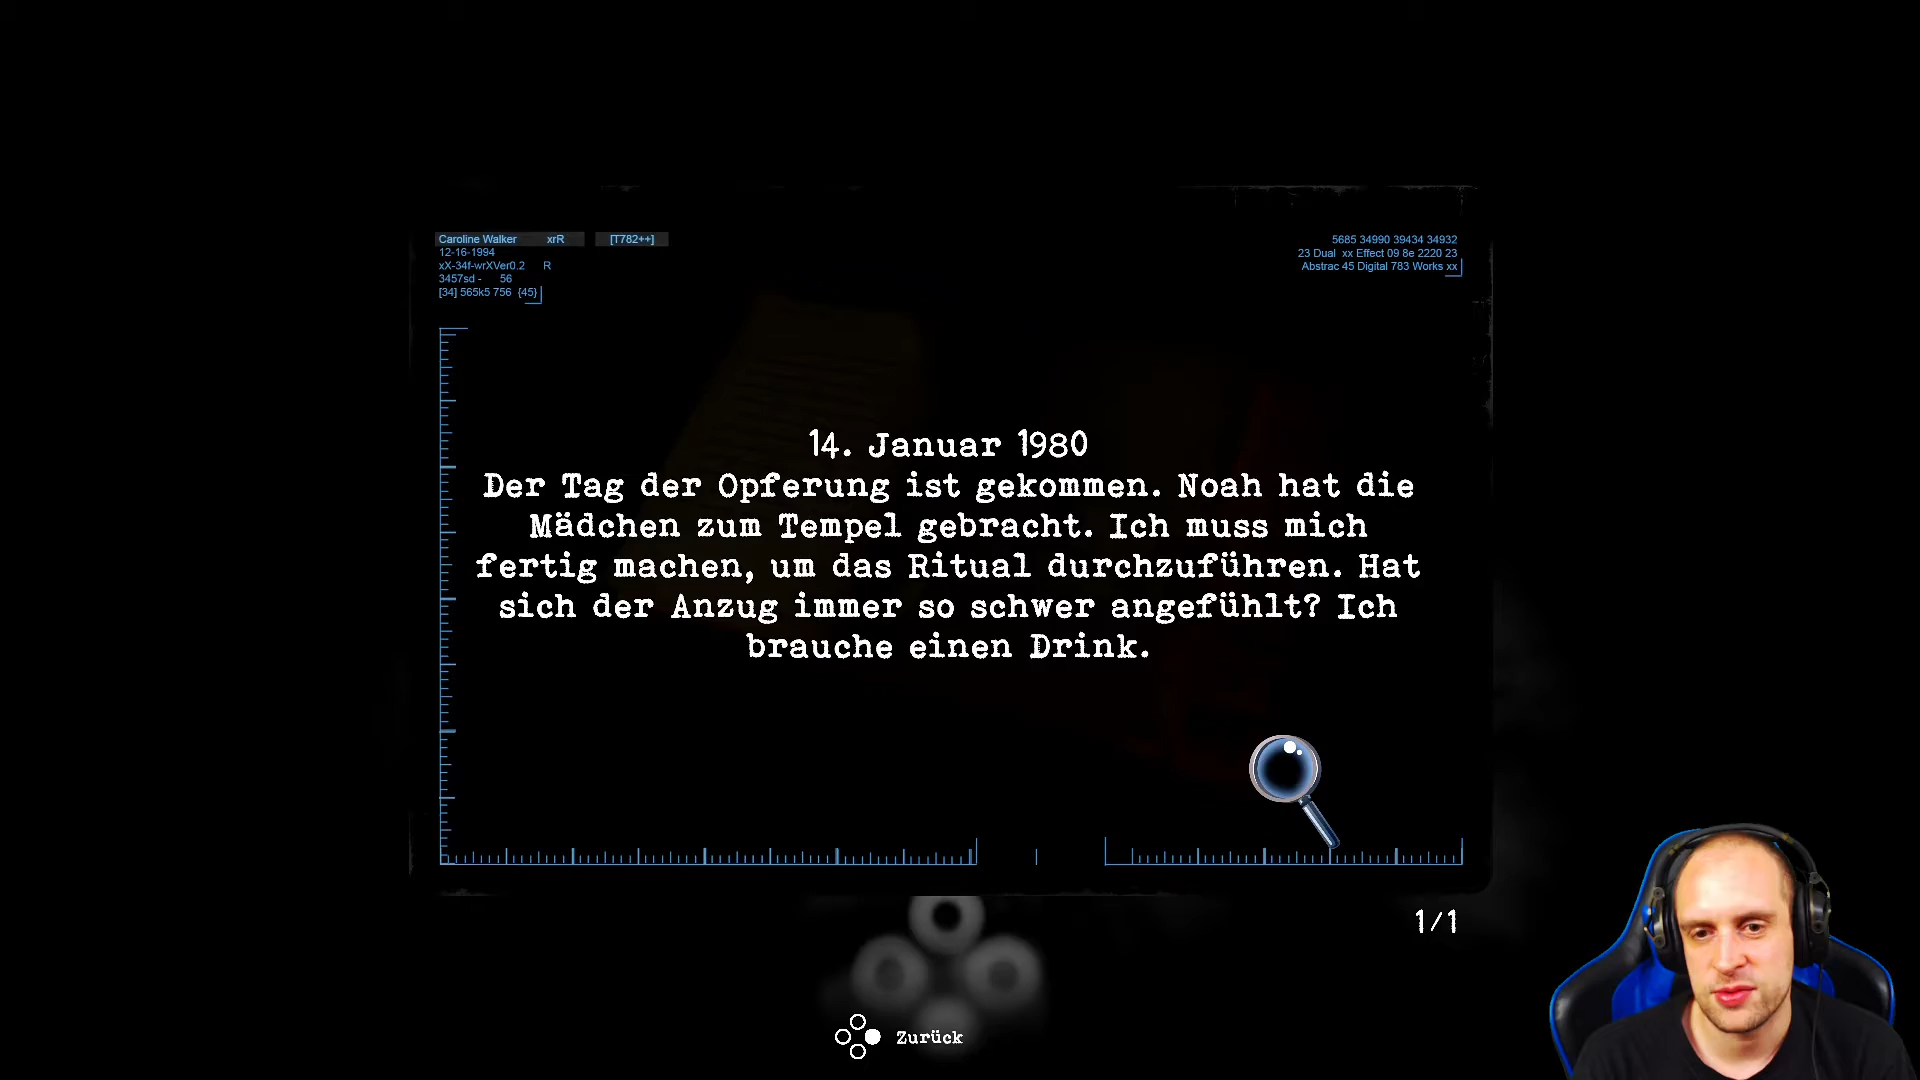 Caroline Walker xrR [T782++]
12-16-1994
xX-34f-wrXVer0.2 R
3457sd - 56
[34] 565k5 756 {45}
5685 34990 39434 34932
23 Dual xx Effect 09 8e 2220 23
Abstrac 45 Digital 783 Works xx
14. Januar 1980
Der Tag der Opferung ist gekommen. Noah hat die
Mädchen zum Tempel gebracht. Ich muss mich
fertig machen, um das Ritual durchzuführen. Hat
sich der Anzug immer so schwer angefühlt? Ich
brauche einen Drink.
1/1
Zurück